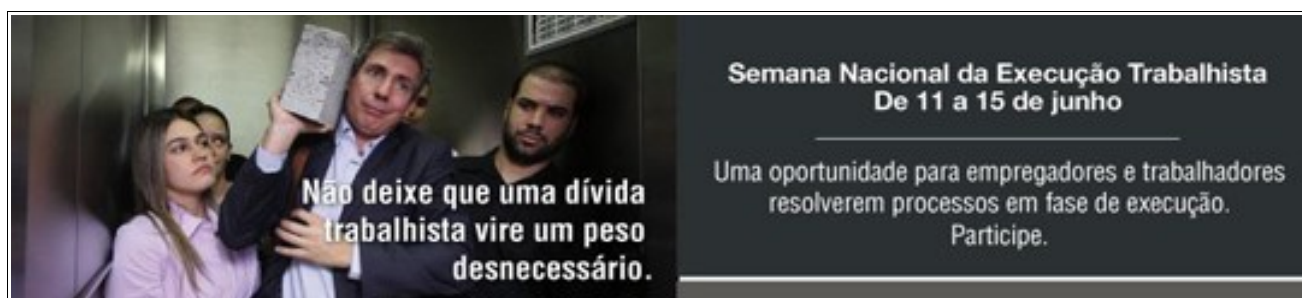 Não deixe que uma dívida
trabalhista vire um peso
desnecessário.
Semana Nacional da Execução Trabalhista
De 11 a 15 de junho
Uma oportunidade para empregadores e trabalhadores
resolverem processos em fase de execução.
Participe.